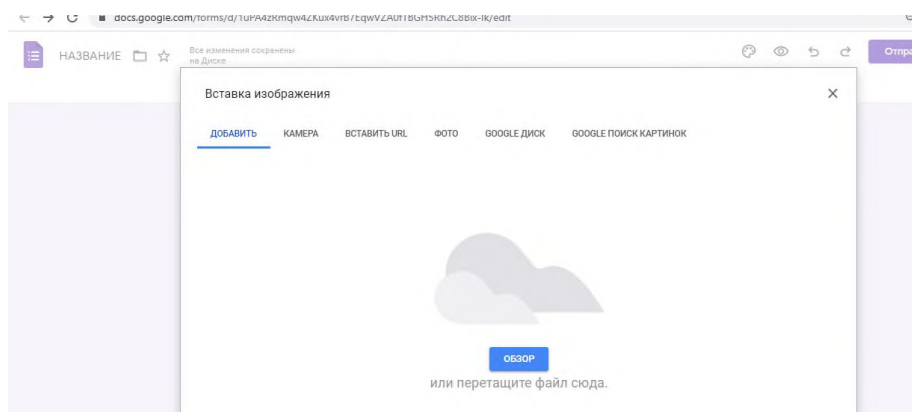 docs.google.com/forms/d/1uPA4zRmqw4ZKux4vrB7EqwVZA0f1BGH5Rh2C8Bix-Ik/edit
НАЗВАНИЕ
Все изменения сохранены
на Диске
Отпра
Вставка изображения
ДОБАВИТЬ КАМЕРА ВСТАВИТЬ URL ФОТО GOOGLE ДИСК GOOGLE ПОИСК КАРТИНОК
ОБЗОР
или перетащите файл сюда.